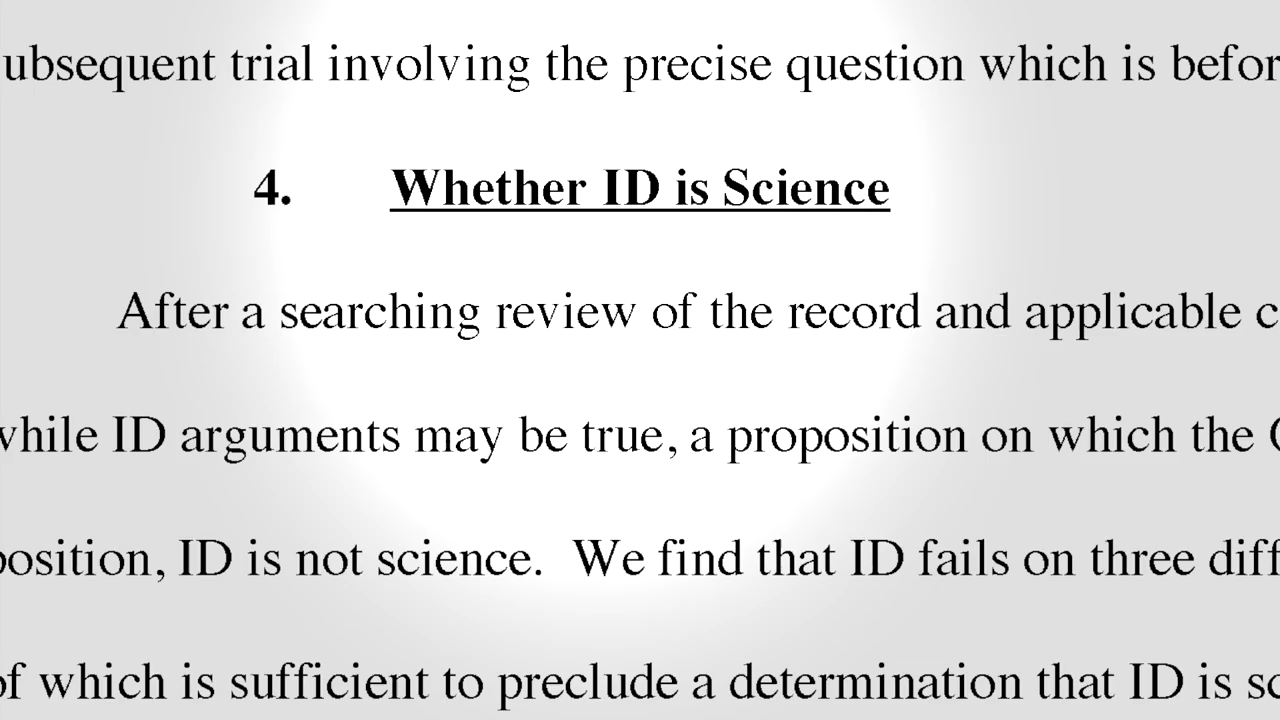 ubsequent trial involving the precise question which is befor
4. Whether ID is Science
After a searching review of the record and applicable c
while ID arguments may be true, a proposition on which the
position, ID is not science. We find that ID fails on three diff
of which is sufficient to preclude a determination that ID is sc